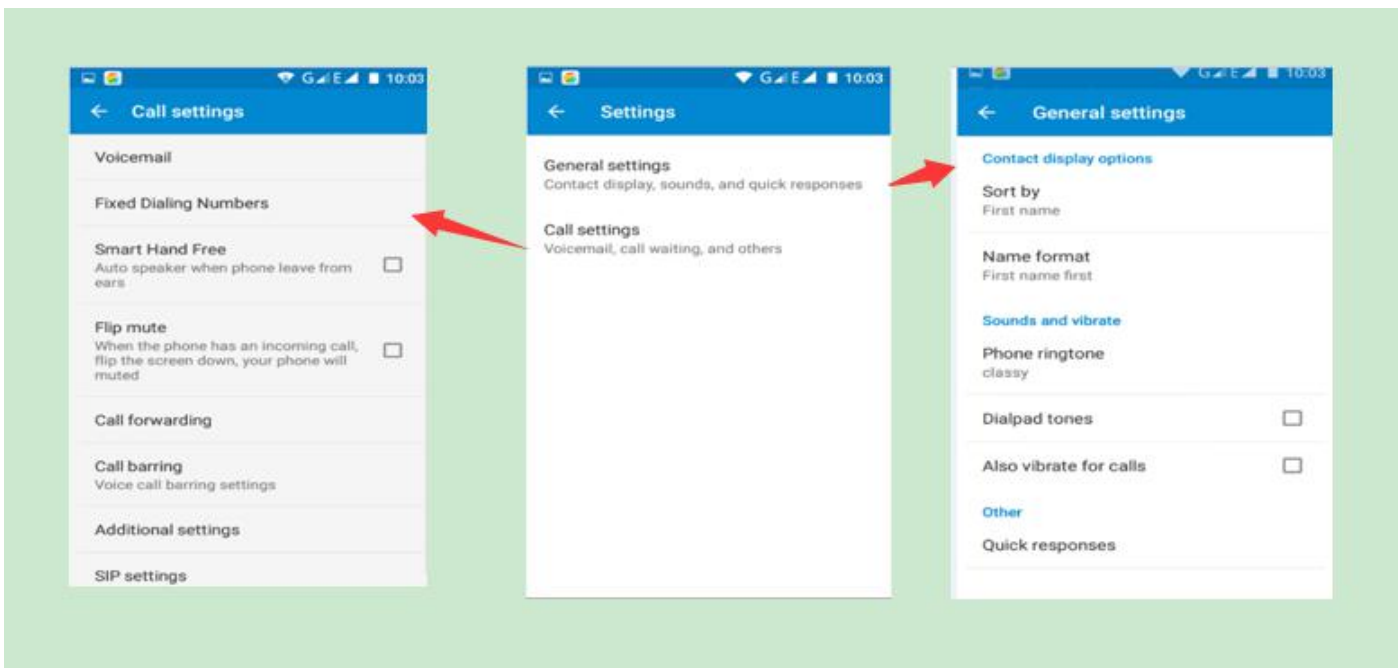 G E 10:03
Call settings
Voicemail
Fixed Dialing Numbers
Smart Hand Free
Auto speaker when phone leave from
ears
Flip mute
When the phone has an incoming call,
flip the screen down, your phone will
muted
Call forwarding
Call barring
Voice call barring settings
Additional settings
SIP settings
G E 10:03
Settings
General settings
Contact display, sounds, and quick responses
Call settings
Voicemail, call waiting, and others
G E 10:03
General settings
Contact display options
Sort by
First name
Name format
First name first
Sounds and vibrate
Phone ringtone
classy
Dialpad tones
Also vibrate for calls
Other
Quick responses